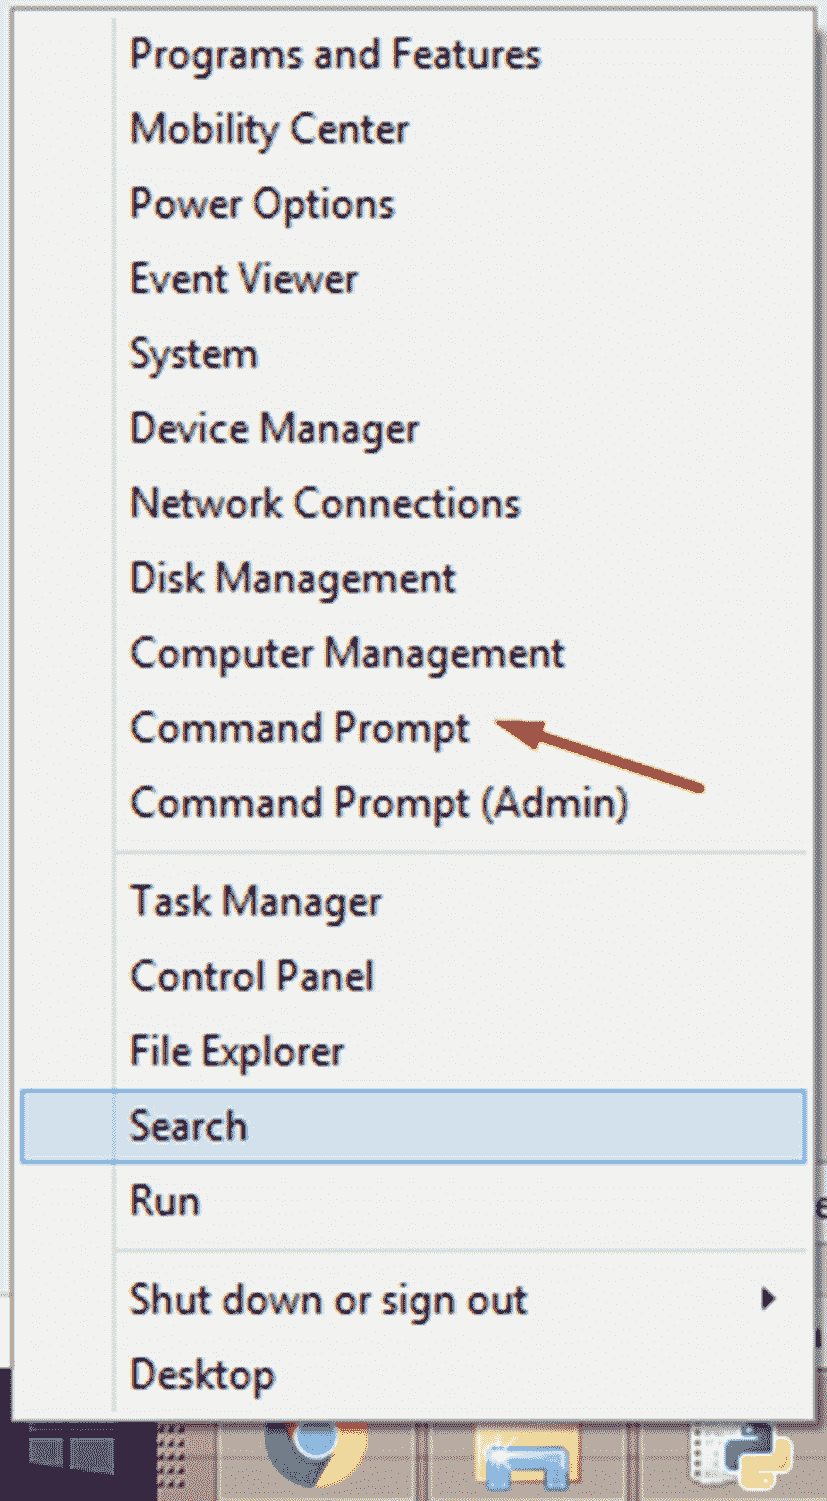 Programs and Features
Mobility Center
Power Options
Event Viewer
System
Device Manager
Network Connections
Disk Management
Computer Management
Command Prompt
Command Prompt (Admin)
Task Manager
Control Panel
File Explorer
Search
Run
Shut down or sign out
Desktop